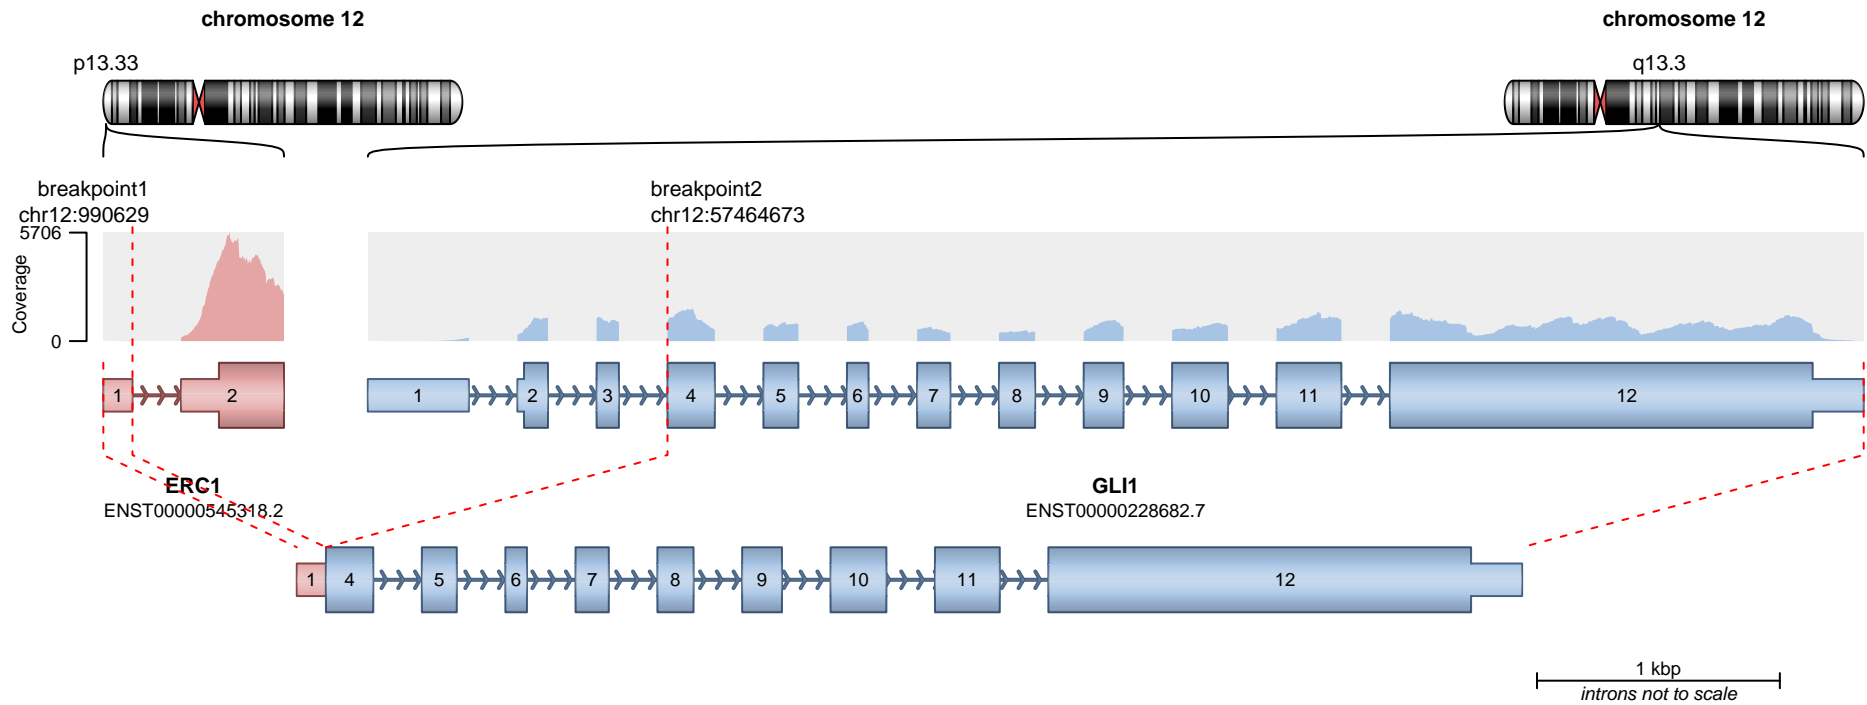 chromosome 12
chromosome 12
p13.33
q13.3
breakpoint1
chr12:990629
breakpoint2
chr12:57464673
5706
Coverage
0
1
2
1
2
3
4
5
6
7
8
9
10
11
12
ERC1
ENST00000545318.2
GLI1
ENST00000228682.7
1
4
5
6
7
8
9
10
11
12
1 kbp
introns not to scale